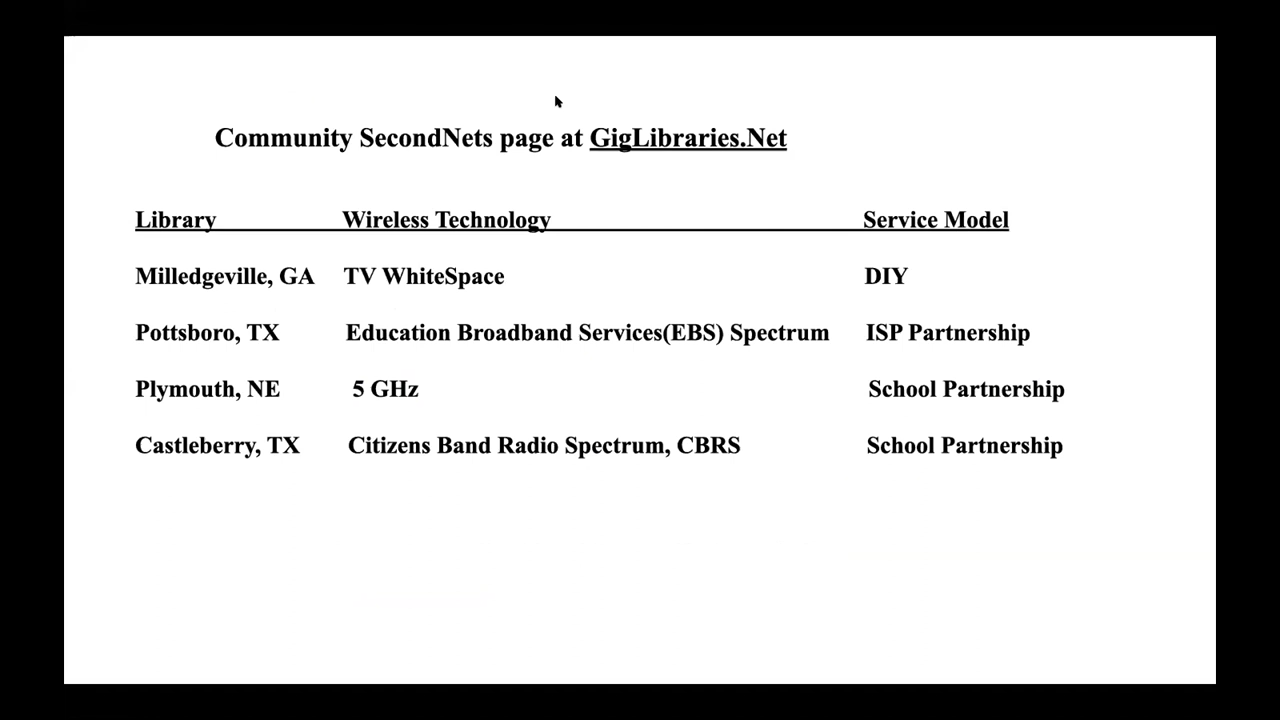 Community SecondNets page at GigLibraries.Net
Library Wireless Technology Service Model
Milledgeville, GA TV WhiteSpace DIY
Pottsboro, TX Education Broadband Services(EBS) Spectrum ISP Partnership
Plymouth, NE 5 GHz School Partnership
Castleberry, TX Citizens Band Radio Spectrum, CBRS School Partnership